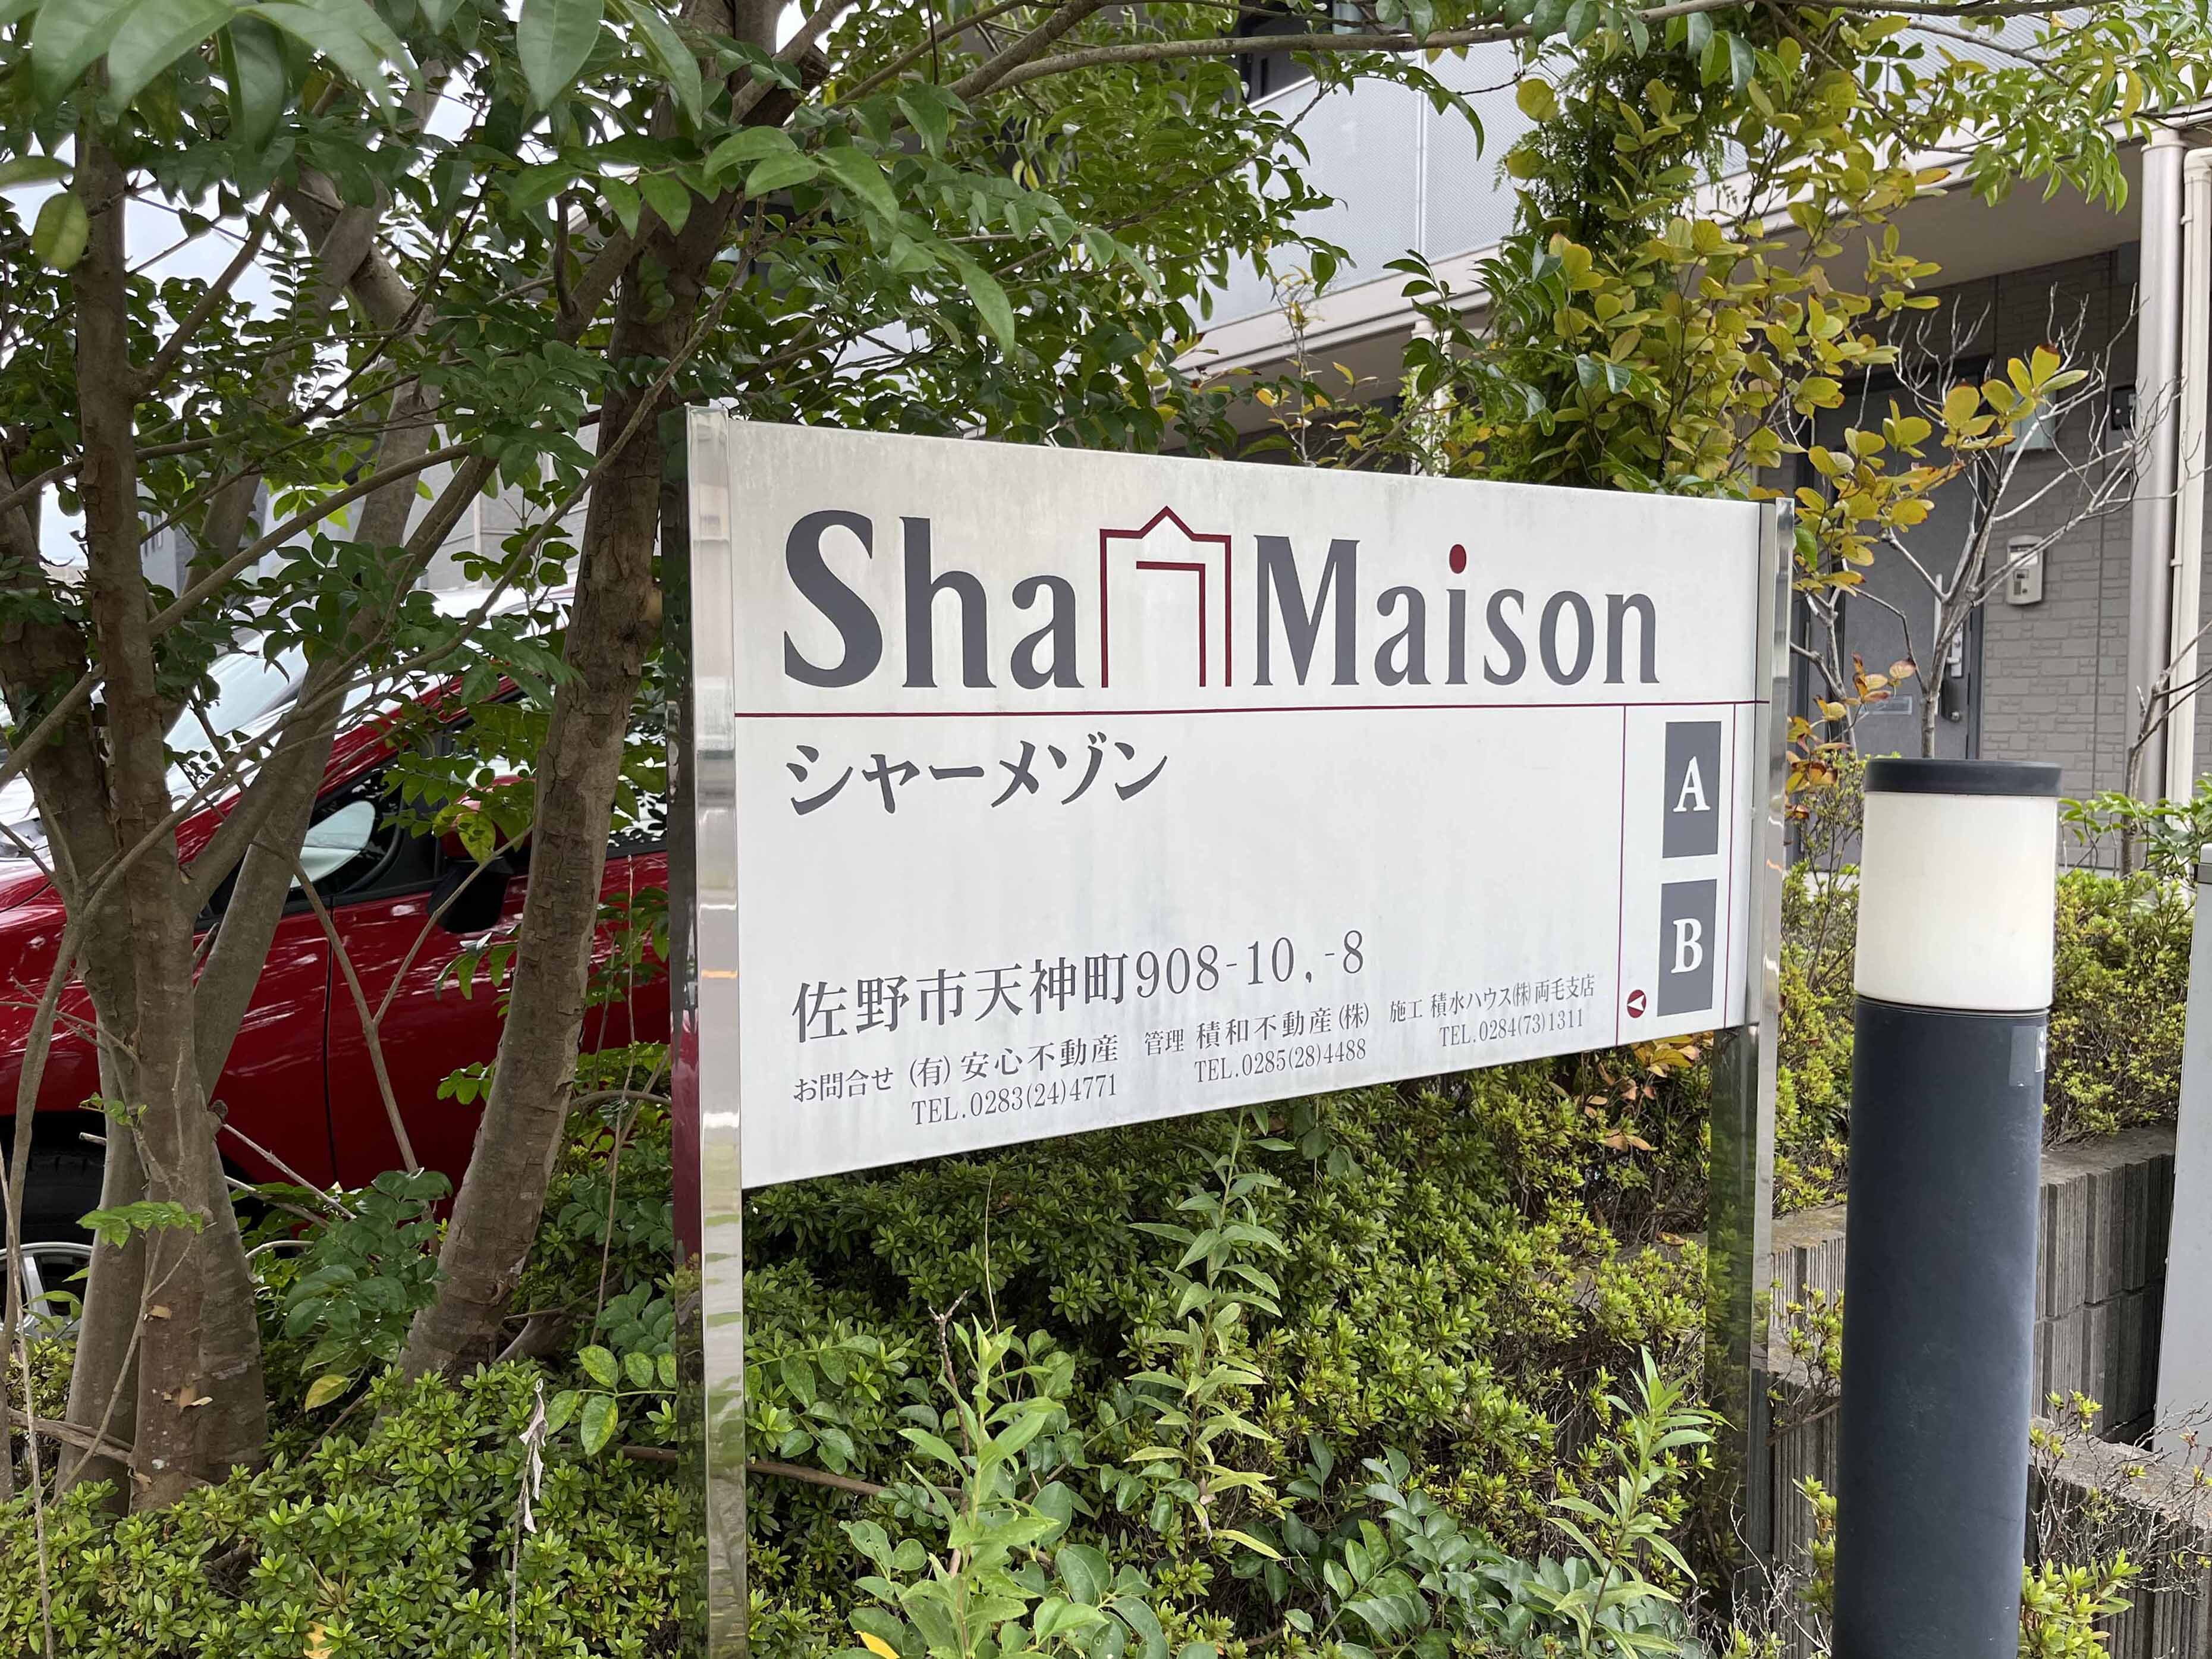 Sha Maison
シャーメゾン
A
B
佐野市天神町908-10,-8
お問合せ (有)安心不動産 管理 積和不動産(株) 施工 積水ハウス(株)両毛支店
TEL.0283(24)4771 TEL.0285(28)4488 TEL.0284(73)1311